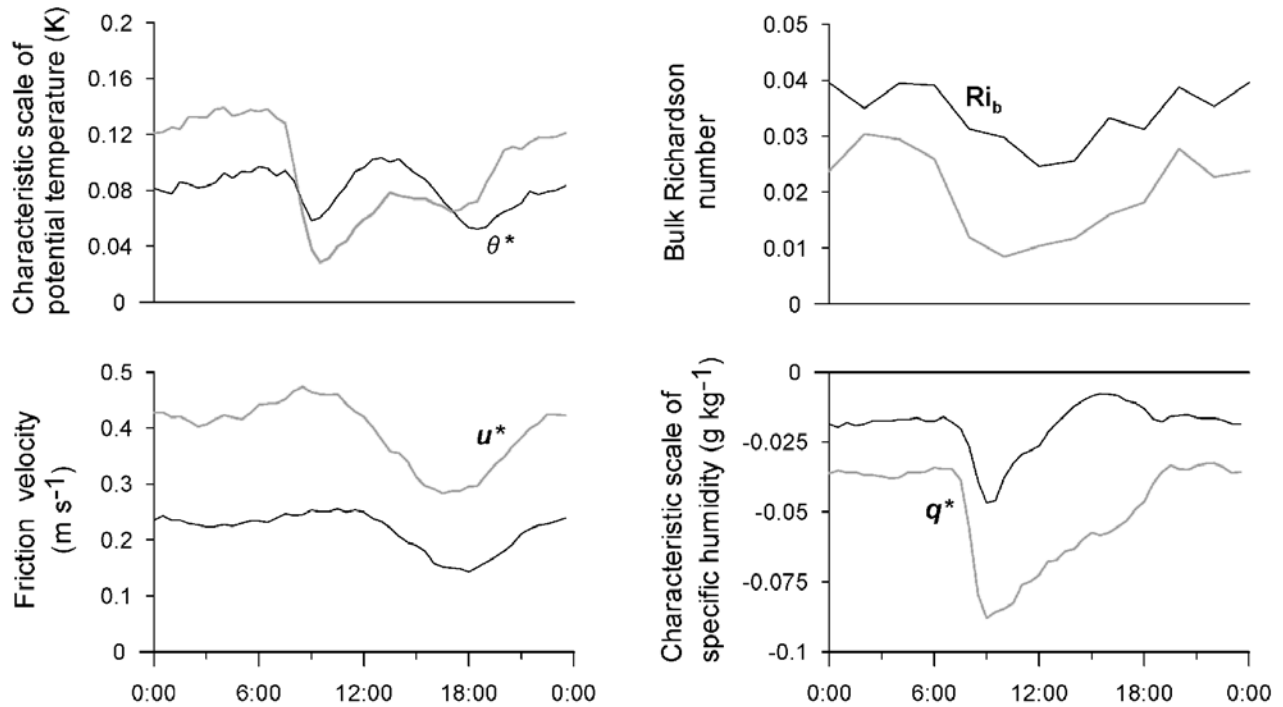 Characteristic scale of
potential temperature (K)
0.2
0.16
0.12
0.08
0.04
0
θ*
Bulk Richardson
number
0.05
0.04
0.03
0.02
0.01
0
Ri_b
Friction velocity
(m s⁻¹)
0.5
0.4
0.3
0.2
0.1
0
u*
0:00 6:00 12:00 18:00 0:00
Characteristic scale of
specific humidity (g kg⁻¹)
0
-0.025
-0.05
-0.075
-0.1
q*
0:00 6:00 12:00 18:00 0:00